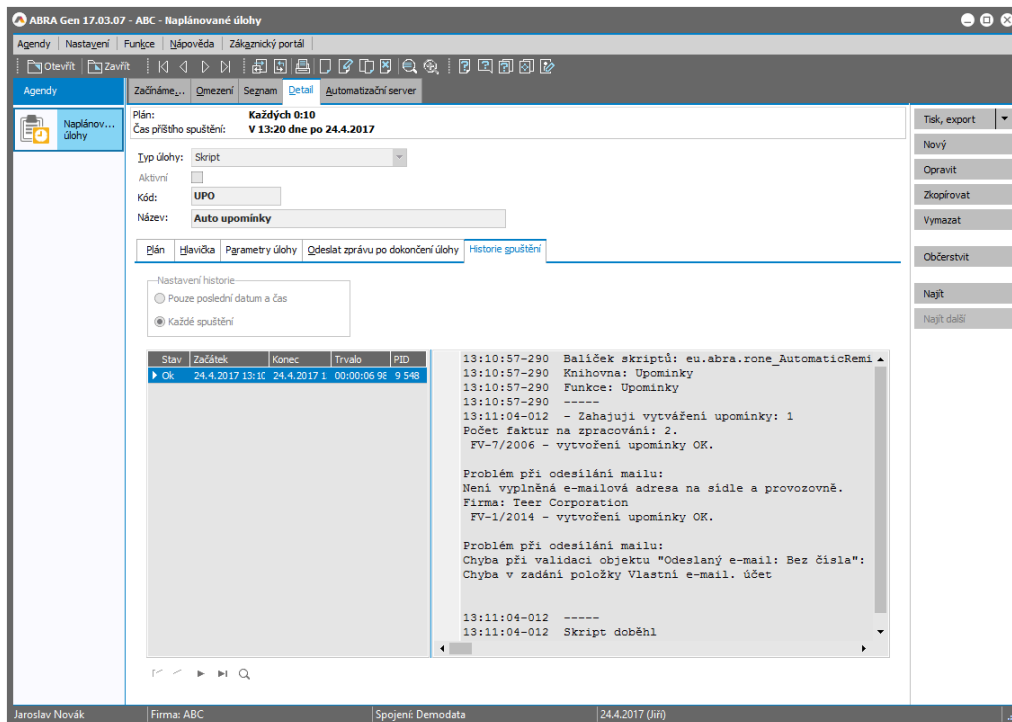 ABRA Gen 17.03.07 - ABC - Naplánované úlohy
Agendy Nastavení Funkce Nápověda Zákaznický portál
Otevřít Zavřít
Agendy
Začínáme,.. Omezení Seznam Detail Automatizační server
Naplánov...
úlohy
Plán: Každých 0:10
Čas příštího spuštění: V 13:20 dne po 24.4.2017
Typ úlohy: Skript
Aktivní
Kód: UPO
Název: Auto upomínky
Plán Hlavička Parametry úlohy Odeslat zprávu po dokončení úlohy Historie spuštění
Nastavení historie
Pouze poslední datum a čas
Každé spuštění
Stav Začátek Konec Trvalo PID
Ok 24.4.2017 13:10 24.4.2017 1 00:00:06 98 9 548
13:10:57-290 Balíček skriptů: eu.abra.rone_AutomaticRemi
13:10:57-290 Knihovna: Upominky
13:10:57-290 Funkce: Upominky
13:10:57-290 -----
13:11:04-012 - Zahajuji vytváření upomínky: 1
Počet faktur na zpracování: 2.
FV-7/2006 - vytvoření upomínky OK.
Problém při odesílání mailu:
Není vyplněná e-mailová adresa na sídle a provozovně.
Firma: Teer Corporation
FV-1/2014 - vytvoření upomínky OK.
Problém při odesílání mailu:
Chyba při validaci objektu "Odeslaný e-mail: Bez čísla":
Chyba v zadání položky Vlastní e-mail. účet
13:11:04-012 -----
13:11:04-012 Skript doběhl
Tisk, export
Nový
Opravit
Zkopírovat
Vymazat
Občerstvit
Najít
Najít další
Jaroslav Novák Firma: ABC Spojení: Demodata 24.4.2017 (Jiří)